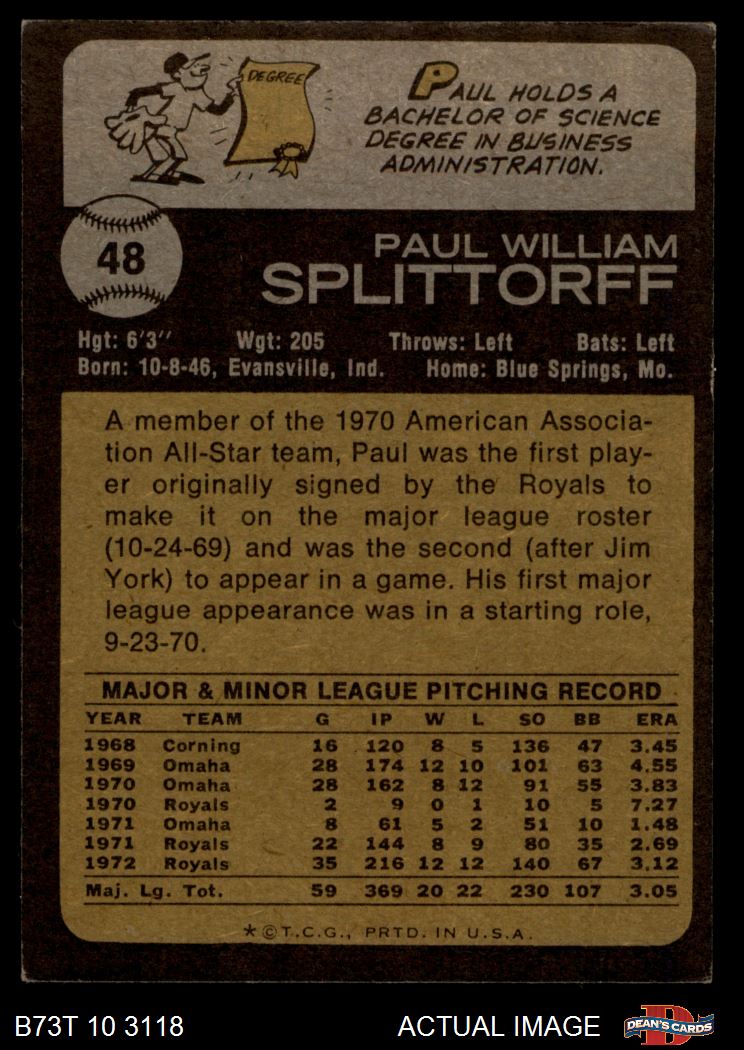 DEGREE
PAUL HOLDS A
BACHELOR OF SCIENCE
DEGREE IN BUSINESS
ADMINISTRATION.
48
PAUL WILLIAM
SPLITTORFF
Hgt: 6'3" Wgt: 205 Throws: Left Bats: Left
Born: 10-8-46, Evansville, Ind. Home: Blue Springs, Mo.
A member of the 1970 American Associa-
tion All-Star team, Paul was the first play-
er originally signed by the Royals to
make it on the major league roster
(10-24-69) and was the second (after Jim
York) to appear in a game. His first major
league appearance was in a starting role,
9-23-70.
MAJOR & MINOR LEAGUE PITCHING RECORD
YEAR TEAM G IP W L SO BB ERA
1968 Corning 16 120 8 5 136 47 3.45
1969 Omaha 28 174 12 10 101 63 4.55
1970 Omaha 28 162 8 12 91 55 3.83
1970 Royals 2 9 0 1 10 5 7.27
1971 Omaha 8 61 5 2 51 10 1.48
1971 Royals 22 144 8 9 80 35 2.69
1972 Royals 35 216 12 12 140 67 3.12
Maj. Lg. Tot. 59 369 20 22 230 107 3.05
*©T.C.G., PRTD. IN U.S.A.
B73T 10 3118 ACTUAL IMAGE
D
DEAN'S CARDS